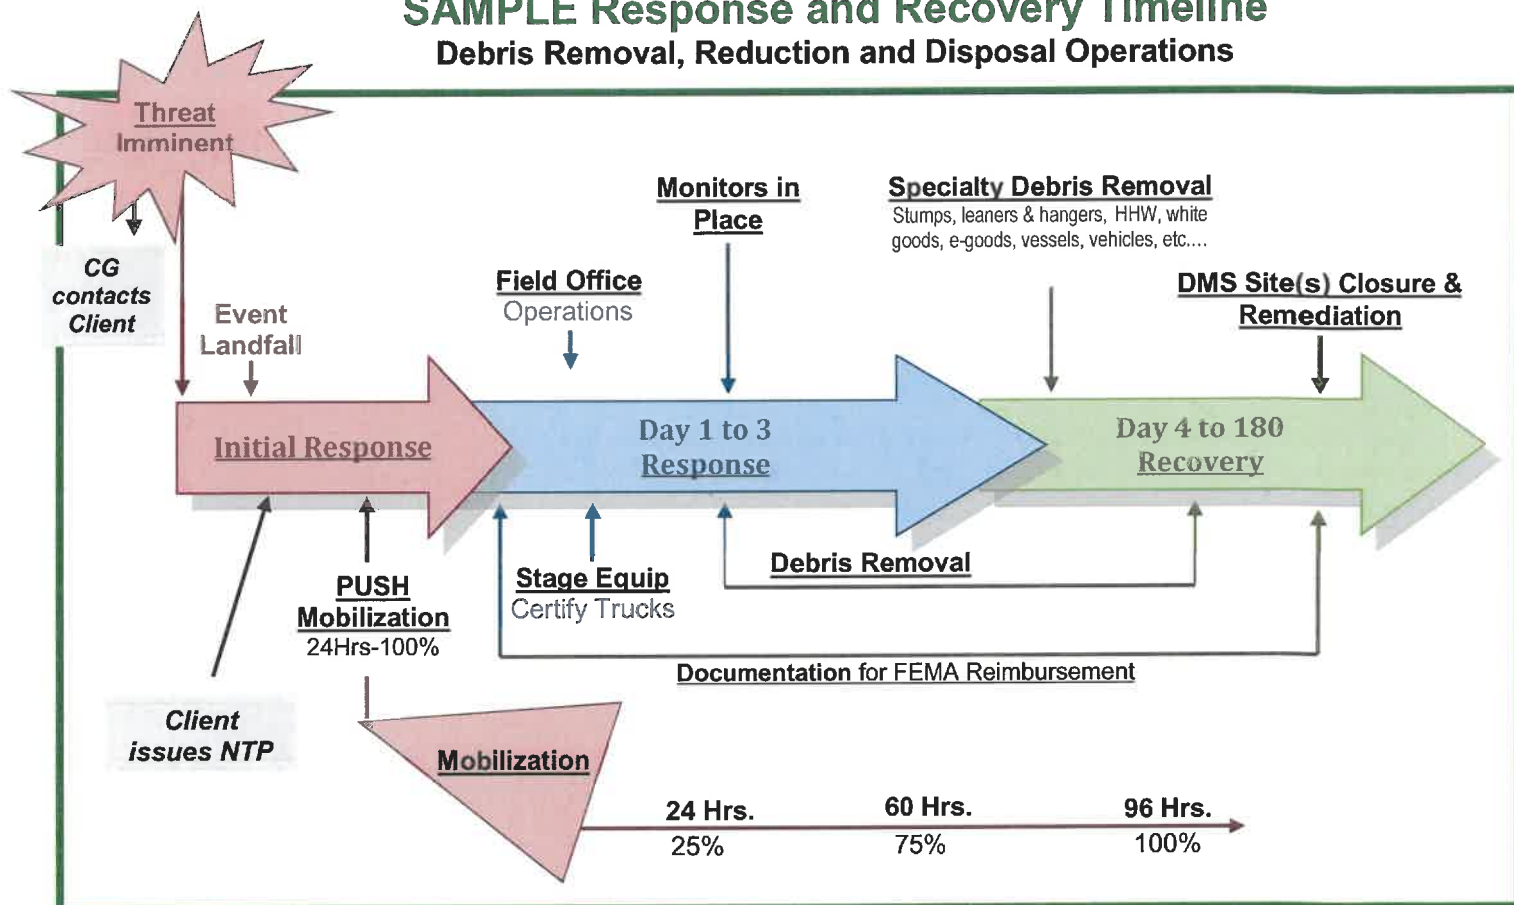 SAMPLE Response and Recovery Timeline
Debris Removal, Reduction and Disposal Operations
Threat
Imminent
CG
contacts
Client
Event
Landfall
Field Office
Operations
Monitors in
Place
Specialty Debris Removal
Stumps, leaners & hangers, HHW, white
goods, e-goods, vessels, vehicles, etc....
DMS Site(s) Closure &
Remediation
Initial Response
Day 1 to 3
Response
Day 4 to 180
Recovery
PUSH
Mobilization
24Hrs-100%
Stage Equip
Certify Trucks
Debris Removal
Documentation for FEMA Reimbursement
Client
issues NTP
Mobilization
24 Hrs.
25%
60 Hrs.
75%
96 Hrs.
100%